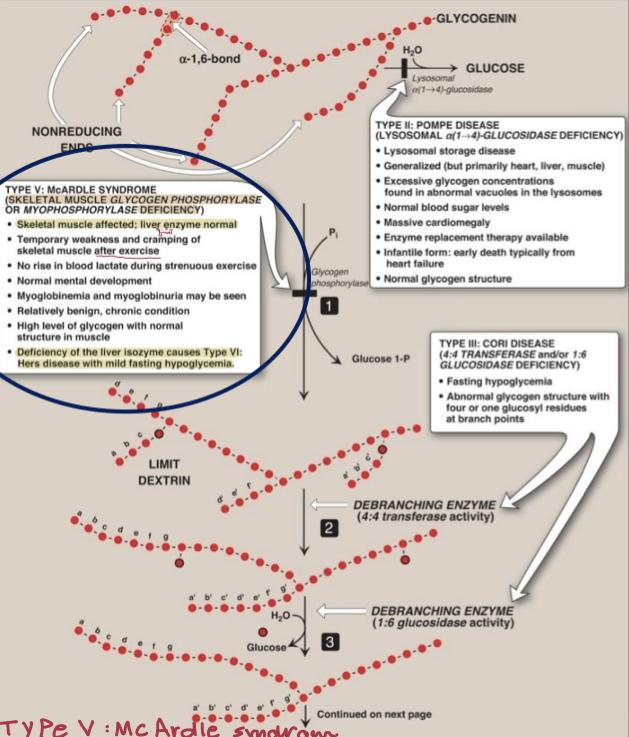 GLYCOGENIN
α-1,6-bond
H₂O
GLUCOSE
Lysosomal
α(1→4)-glucosidase
NONREDUCING
ENDS
TYPE II: POMPE DISEASE
(LYSOSOMAL α(1→4)-GLUCOSIDASE DEFICIENCY)
• Lysosomal storage disease
• Generalized (but primarily heart, liver, muscle)
• Excessive glycogen concentrations
found in abnormal vacuoles in the lysosomes
• Normal blood sugar levels
• Massive cardiomegaly
• Enzyme replacement therapy available
• Infantile form: early death typically from
heart failure
• Normal glycogen structure
TYPE V: McARDLE SYNDROME
(SKELETAL MUSCLE GLYCOGEN PHOSPHORYLASE
OR MYOPHOSPHORYLASE DEFICIENCY)
• Skeletal muscle affected; liver enzyme normal
• Temporary weakness and cramping of
skeletal muscle after exercise
• No rise in blood lactate during strenuous exercise
• Normal mental development
• Myoglobinemia and myoglobinuria may be seen
• Relatively benign, chronic condition
• High level of glycogen with normal
structure in muscle
• Deficiency of the liver isozyme causes Type VI:
Hers disease with mild fasting hypoglycemia.
Pi
Glycogen
phosphorylase
1
Glucose 1-P
TYPE III: CORI DISEASE
(4:4 TRANSFERASE and/or 1:6
GLUCOSIDASE DEFICIENCY)
• Fasting hypoglycemia
• Abnormal glycogen structure with
four or one glucosyl residues
at branch points
d e f g
a b c
LIMIT
DEXTRIN
a' b' c'
d' e' f'
DEBRANCHING ENZYME
(4:4 transferase activity)
2
a b c d e f g
a' b' c' d' e' f' g'
H₂O
DEBRANCHING ENZYME
(1:6 glucosidase activity)
Glucose
3
a b c d e f g
a' b' c' d' e' f' g'
Continued on next page
Type V : Mc Ardle syndrom